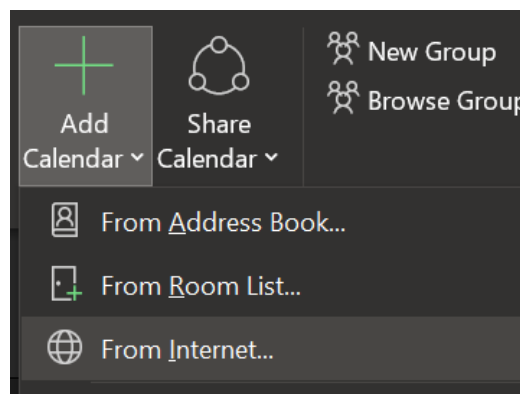 Add
Calendar
Share
Calendar
New Group
Browse Group
From Address Book...
From Room List...
From Internet...